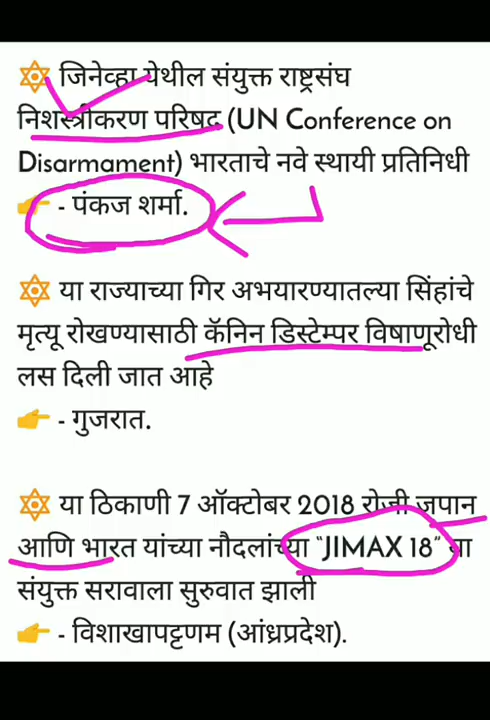 जिनेव्हा येथील संयुक्त राष्ट्रसंघ
निशस्त्रीकरण परिषद (UN Conference on
Disarmament) भारताचे नवे स्थायी प्रतिनिधी
- पंकज शर्मा.
या राज्याच्या गिर अभयारण्यातल्या सिंहांचे
मृत्यू रोखण्यासाठी कॅनिन डिस्टेम्पर विषाणूरोधी
लस दिली जात आहे
- गुजरात.
या ठिकाणी 7 ऑक्टोबर 2018 रोजी जपान
आणि भारत यांच्या नौदलांच्या “JIMAX 18” या
संयुक्त सरावाला सुरुवात झाली
- विशाखापट्टणम (आंध्रप्रदेश).